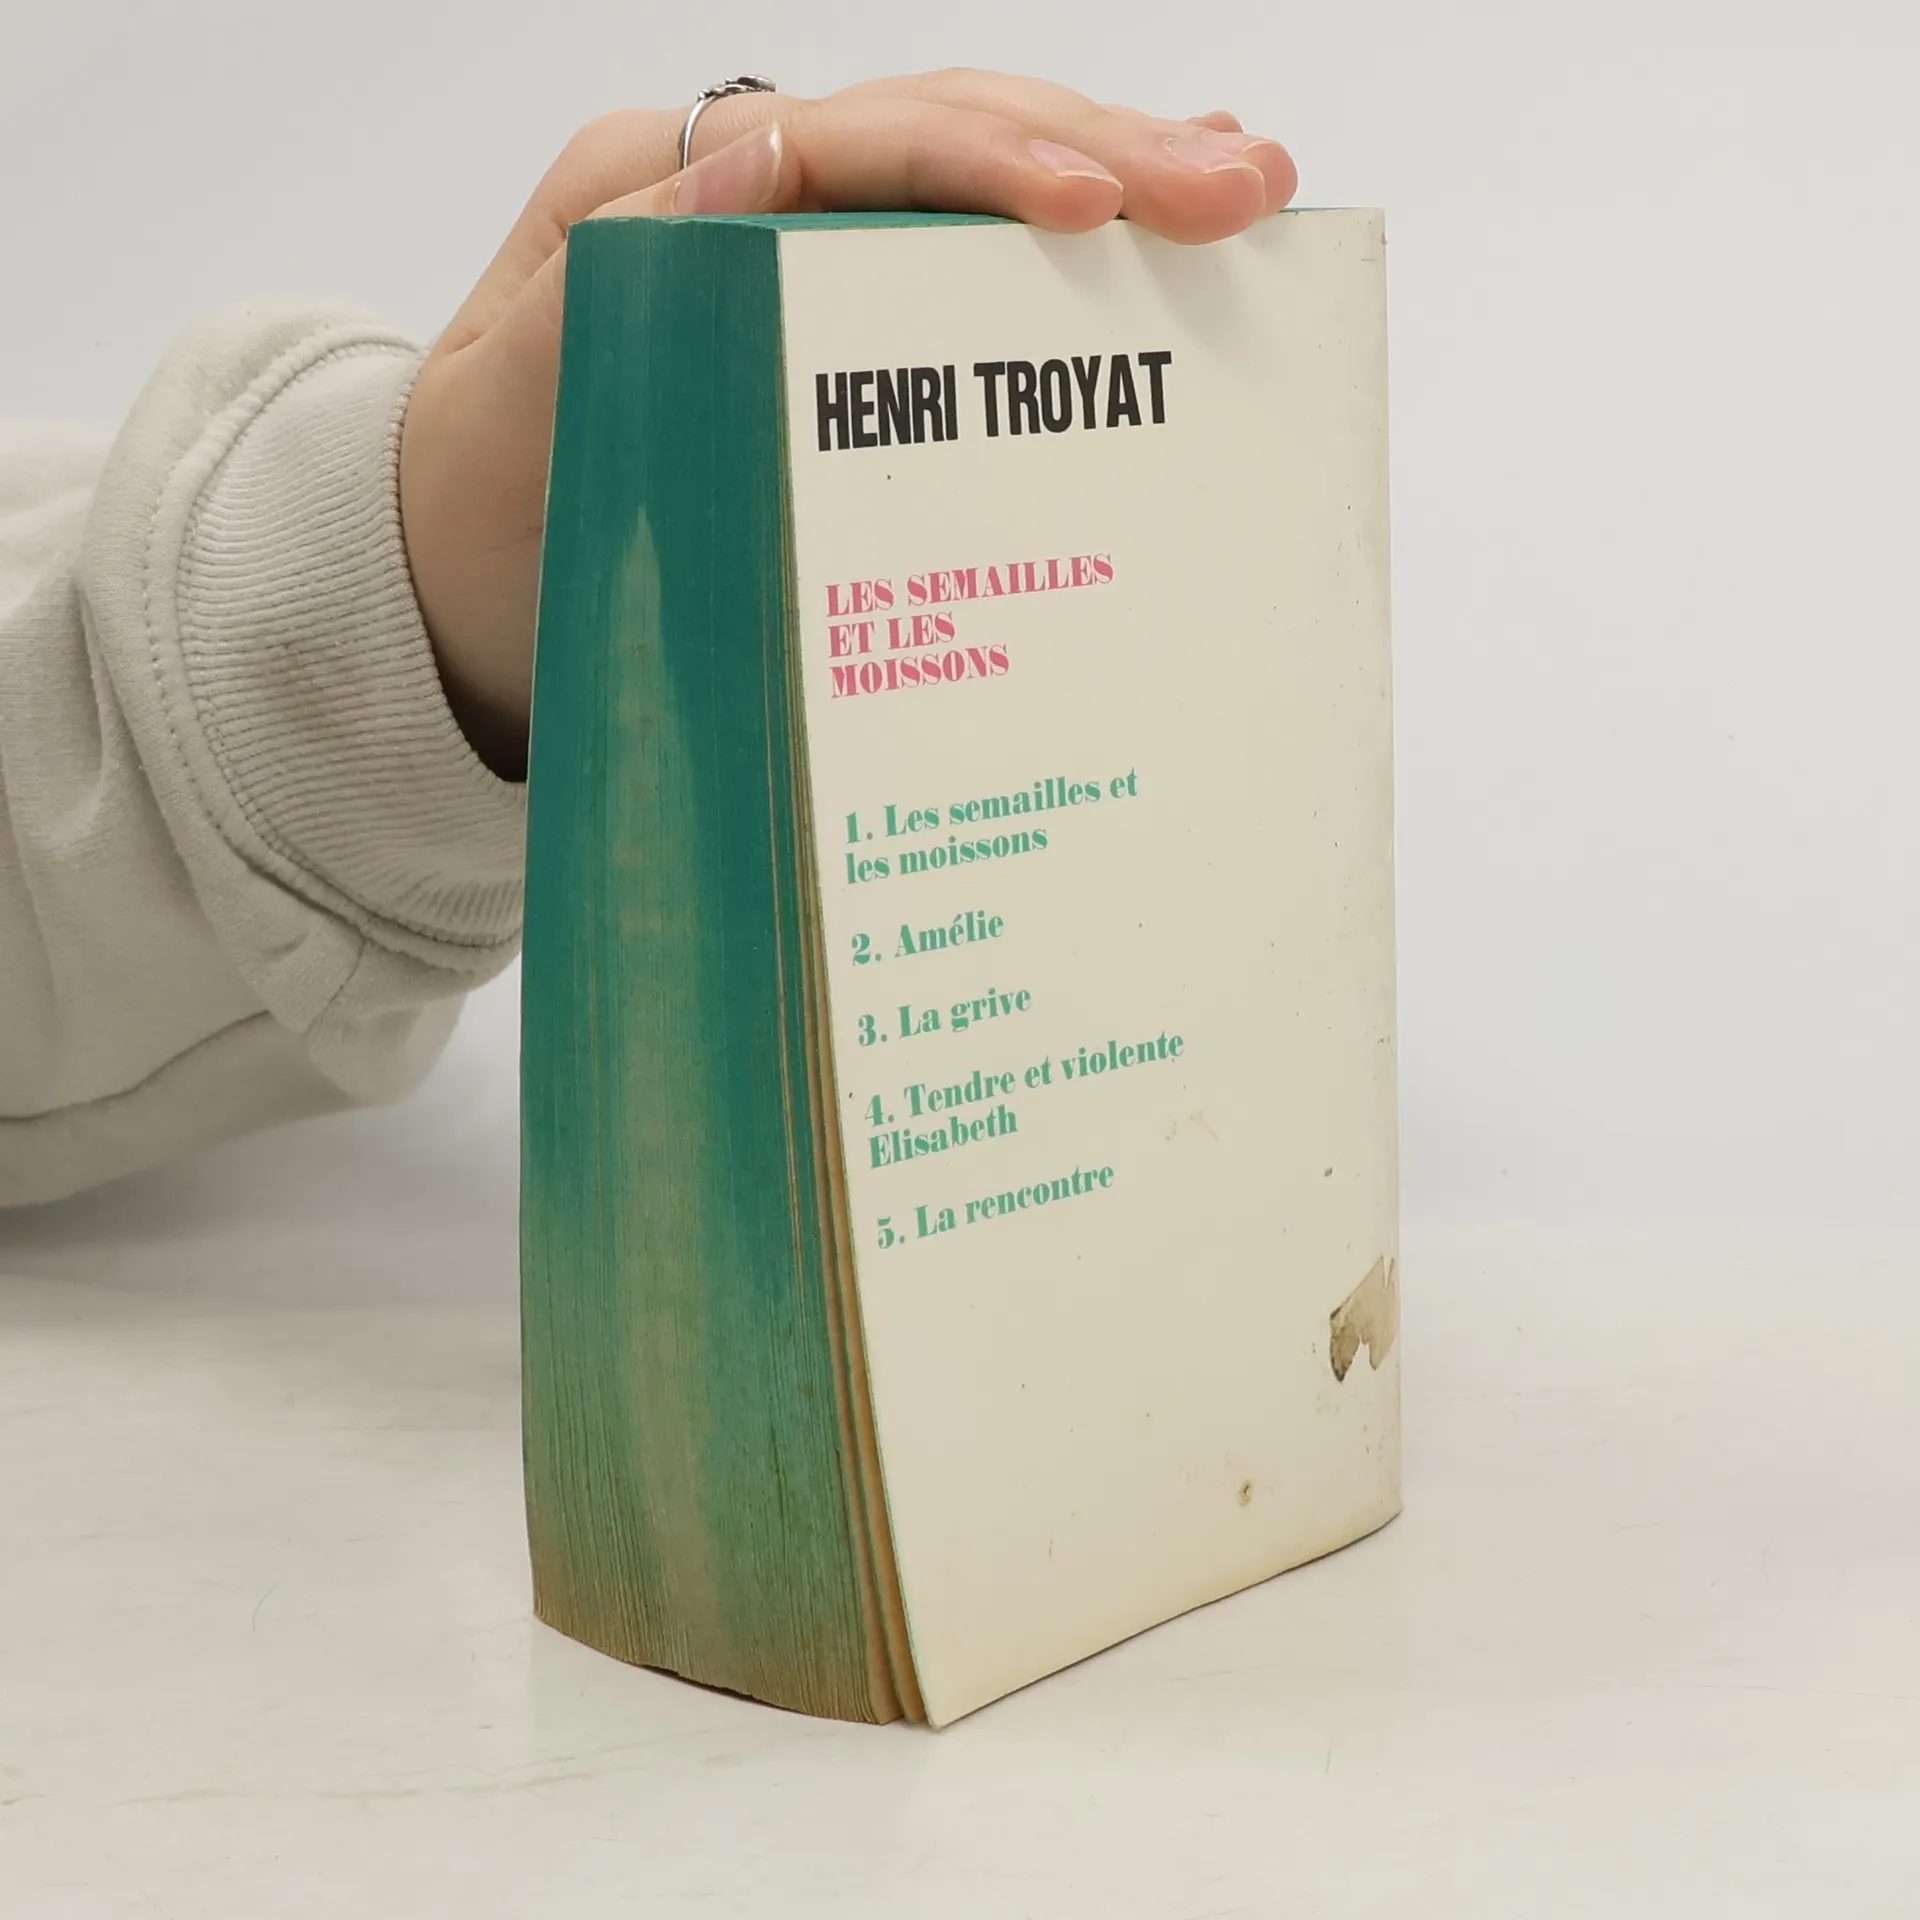 HENRI TROYAT
LES SEMAILLES
ET LES
MOISSONS
1. Les semailles et
les moissons
2. Amélie
3. La grive
4. Tendre et violente
Elisabeth
5. La rencontre